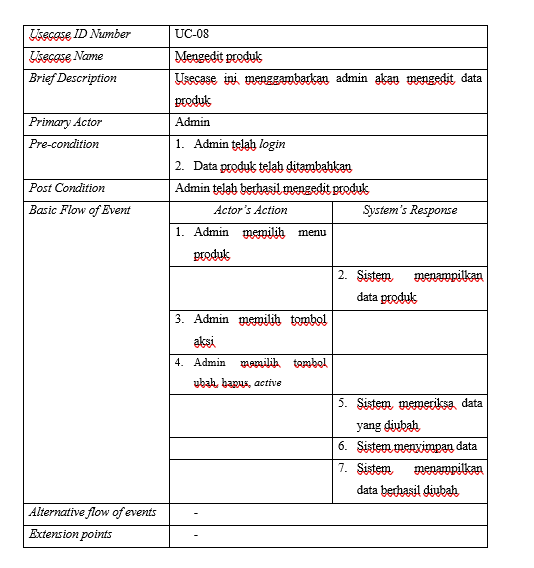 Usecase ID Number UC-08
Usecase Name Mengedit produk
Brief Description Usecase ini menggambarkan admin akan mengedit data
produk
Primary Actor Admin
Pre-condition 1. Admin telah login
2. Data produk telah ditambahkan
Post Condition Admin telah berhasil mengedit produk
Basic Flow of Event Actor's Action System's Response
1. Admin memilih menu
produk
2. Sistem menampilkan
data produk
3. Admin memilih tombol
aksi
4. Admin memilih tombol
ubah, hapus, active
5. Sistem memeriksa data
yang diubah
6. Sistem menyimpan data
7. Sistem menampilkan
data berhasil diubah
Alternative flow of events -
Extension points -